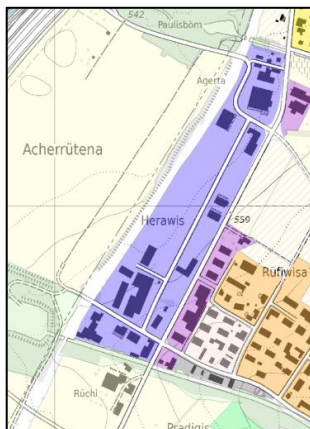 542
Paulisböm
Agerta
Acherrütena
Herawis
550
Rüfiwisa
Rüchl
Pradigis